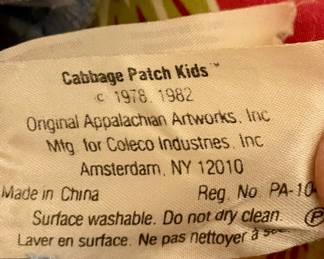 Cabbage Patch Kids™
© 1978, 1982
Original Appalachian Artworks, Inc
Mfg. for Coleco Industries, Inc
Amsterdam, NY 12010
Made in China Reg. No PA-10
Surface washable. Do not dry clean. Ⓟ
Laver en surface. Ne pas nettoyer à